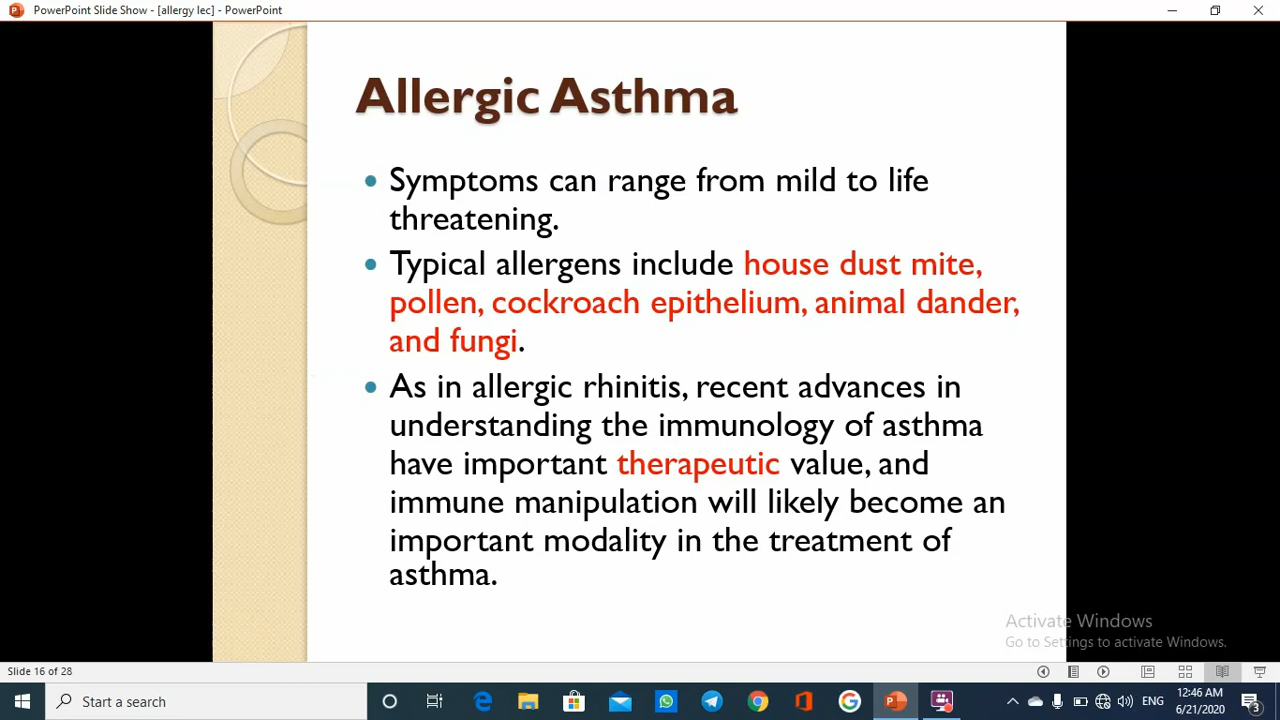 PowerPoint Slide Show - [allergy lec] - PowerPoint
Allergic Asthma
Symptoms can range from mild to life
threatening.
Typical allergens include house dust mite,
pollen, cockroach epithelium, animal dander,
and fungi.
As in allergic rhinitis, recent advances in
understanding the immunology of asthma
have important therapeutic value, and
immune manipulation will likely become an
important modality in the treatment of
asthma.
Activate Windows
Go to Settings to activate Windows.
Slide 16 of 28
Start a search
ENG
12:46 AM
6/21/2020
3